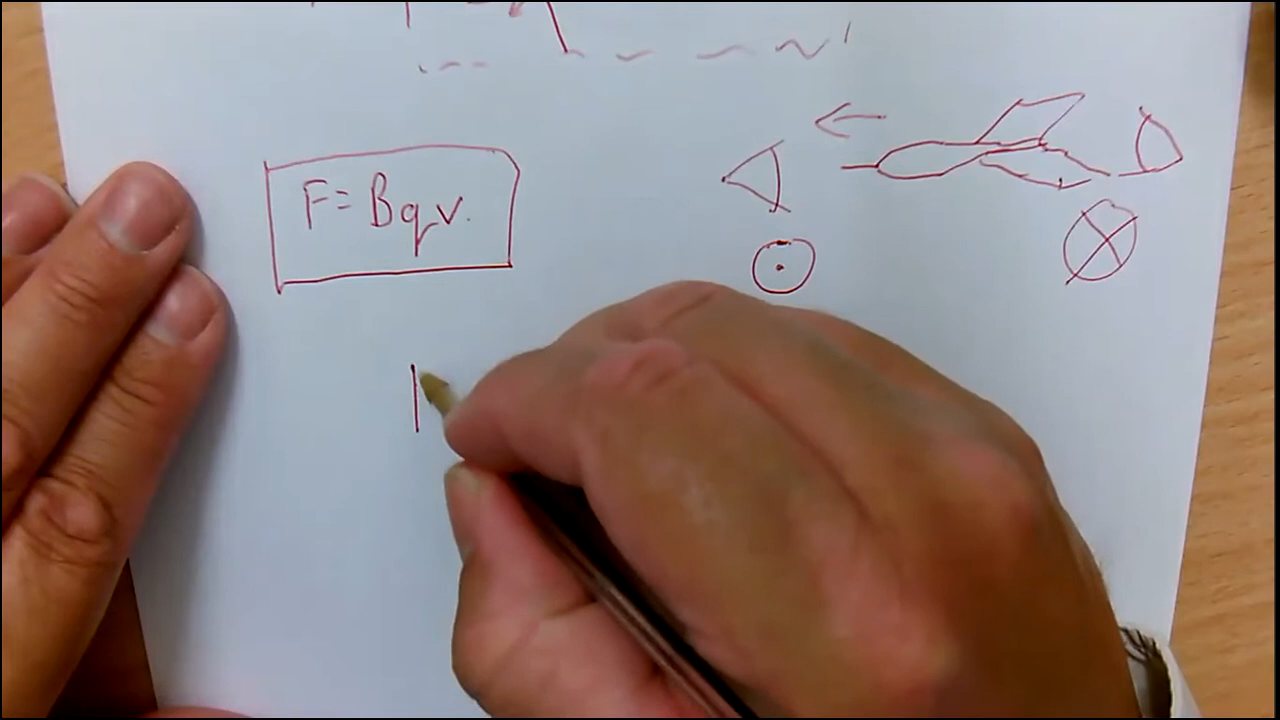 F = Bqv.